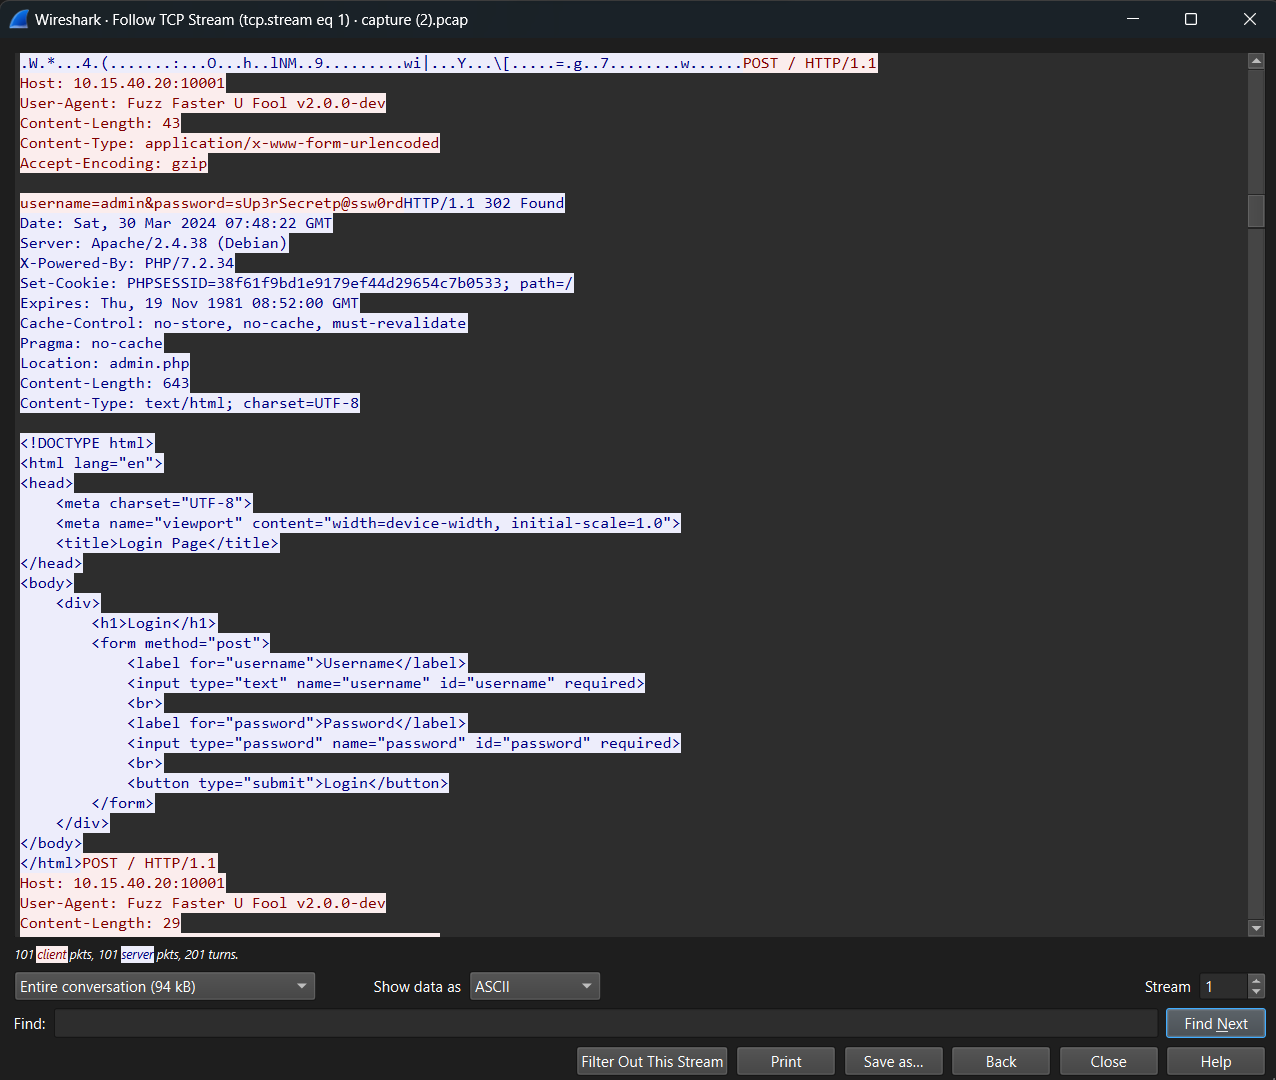 Wireshark · Follow TCP Stream (tcp.stream eq 1) · capture (2).pcap
.W.*...4.(.......:...O...h..lNM..9.........wi|...Y...\[.....=.g..7........w......POST / HTTP/1.1
Host: 10.15.40.20:10001
User-Agent: Fuzz Faster U Fool v2.0.0-dev
Content-Length: 43
Content-Type: application/x-www-form-urlencoded
Accept-Encoding: gzip
username=admin&password=sUp3rSecretp@ssw0rdHTTP/1.1 302 Found
Date: Sat, 30 Mar 2024 07:48:22 GMT
Server: Apache/2.4.38 (Debian)
X-Powered-By: PHP/7.2.34
Set-Cookie: PHPSESSID=38f61f9bd1e9179ef44d29654c7b0533; path=/
Expires: Thu, 19 Nov 1981 08:52:00 GMT
Cache-Control: no-store, no-cache, must-revalidate
Pragma: no-cache
Location: admin.php
Content-Length: 643
Content-Type: text/html; charset=UTF-8
<!DOCTYPE html>
<html lang="en">
<head>
    <meta charset="UTF-8">
    <meta name="viewport" content="width=device-width, initial-scale=1.0">
    <title>Login Page</title>
</head>
<body>
    <div>
        <h1>Login</h1>
        <form method="post">
            <label for="username">Username</label>
            <input type="text" name="username" id="username" required>
            <br>
            <label for="password">Password</label>
            <input type="password" name="password" id="password" required>
            <br>
            <button type="submit">Login</button>
        </form>
    </div>
</body>
</html>POST / HTTP/1.1
Host: 10.15.40.20:10001
User-Agent: Fuzz Faster U Fool v2.0.0-dev
Content-Length: 29
101 client pkts, 101 server pkts, 201 turns.
Entire conversation (94 kB) Show data as ASCII Stream 1
Find: Find Next
Filter Out This Stream Print Save as... Back Close Help